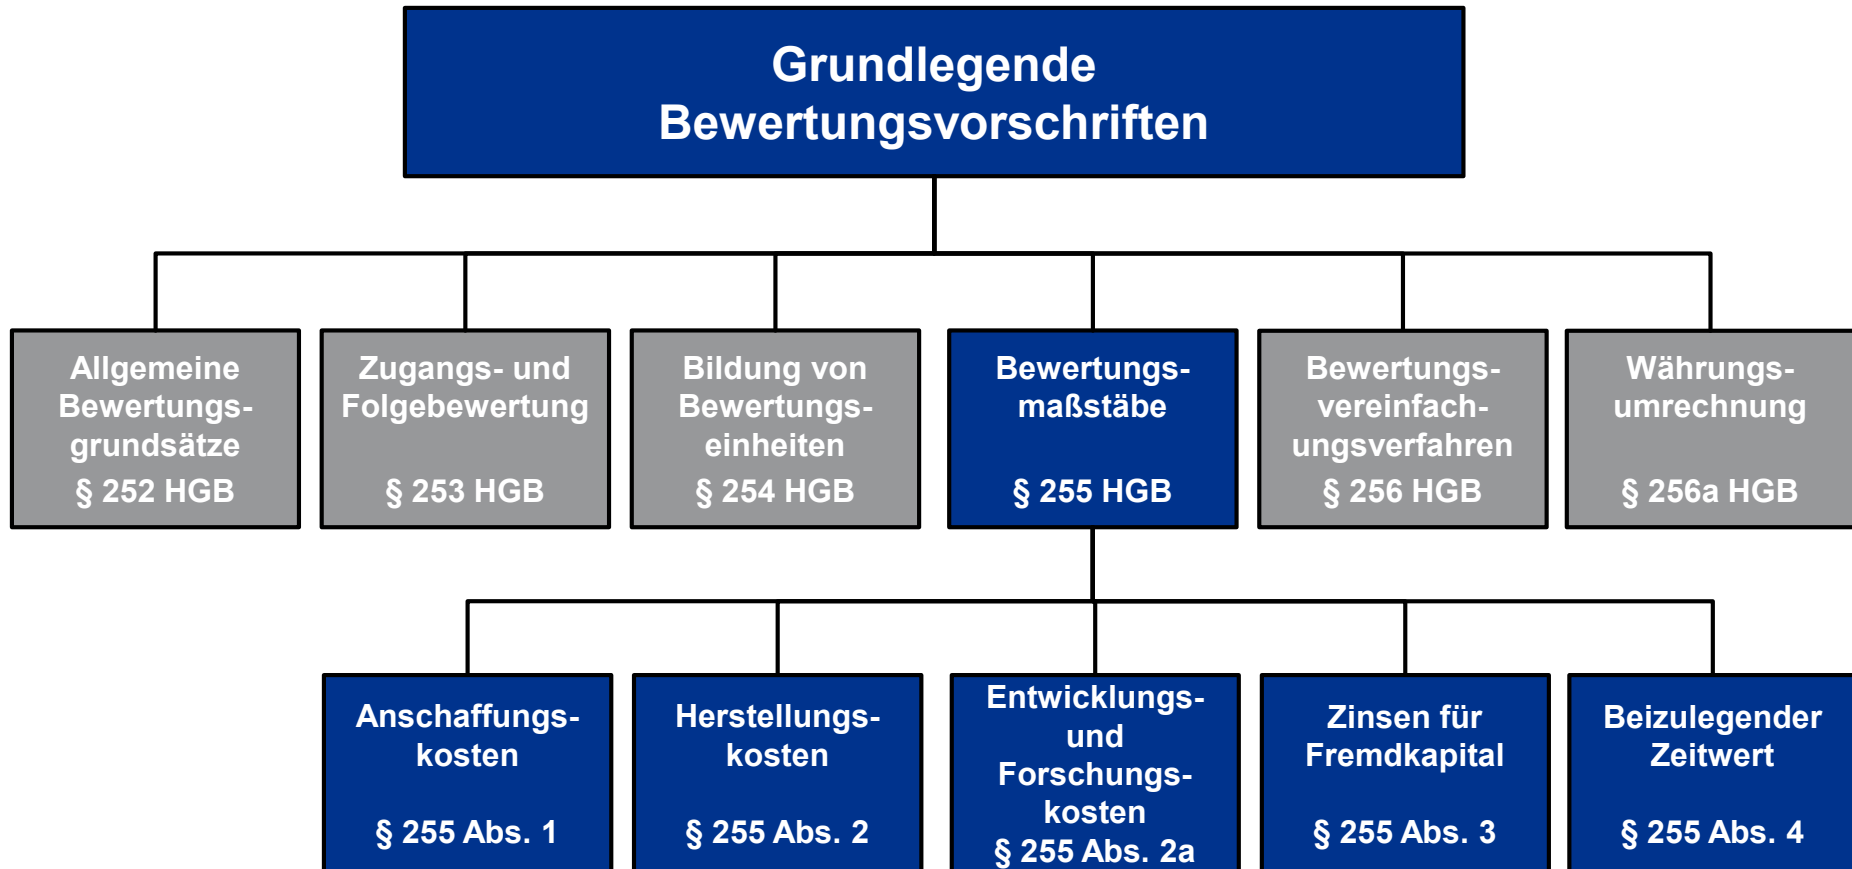 Grundlegende
Bewertungsvorschriften
Allgemeine
Bewertungs-
grundsätze
§ 252 HGB
Zugangs- und
Folgebewertung
§ 253 HGB
Bildung von
Bewertungs-
einheiten
§ 254 HGB
Bewertungs-
maßstäbe
§ 255 HGB
Bewertungs-
vereinfach-
ungsverfahren
§ 256 HGB
Währungs-
umrechnung
§ 256a HGB
Anschaffungs-
kosten
§ 255 Abs. 1
Herstellungs-
kosten
§ 255 Abs. 2
Entwicklungs-
und
Forschungs-
kosten
§ 255 Abs. 2a
Zinsen für
Fremdkapital
§ 255 Abs. 3
Beizulegender
Zeitwert
§ 255 Abs. 4